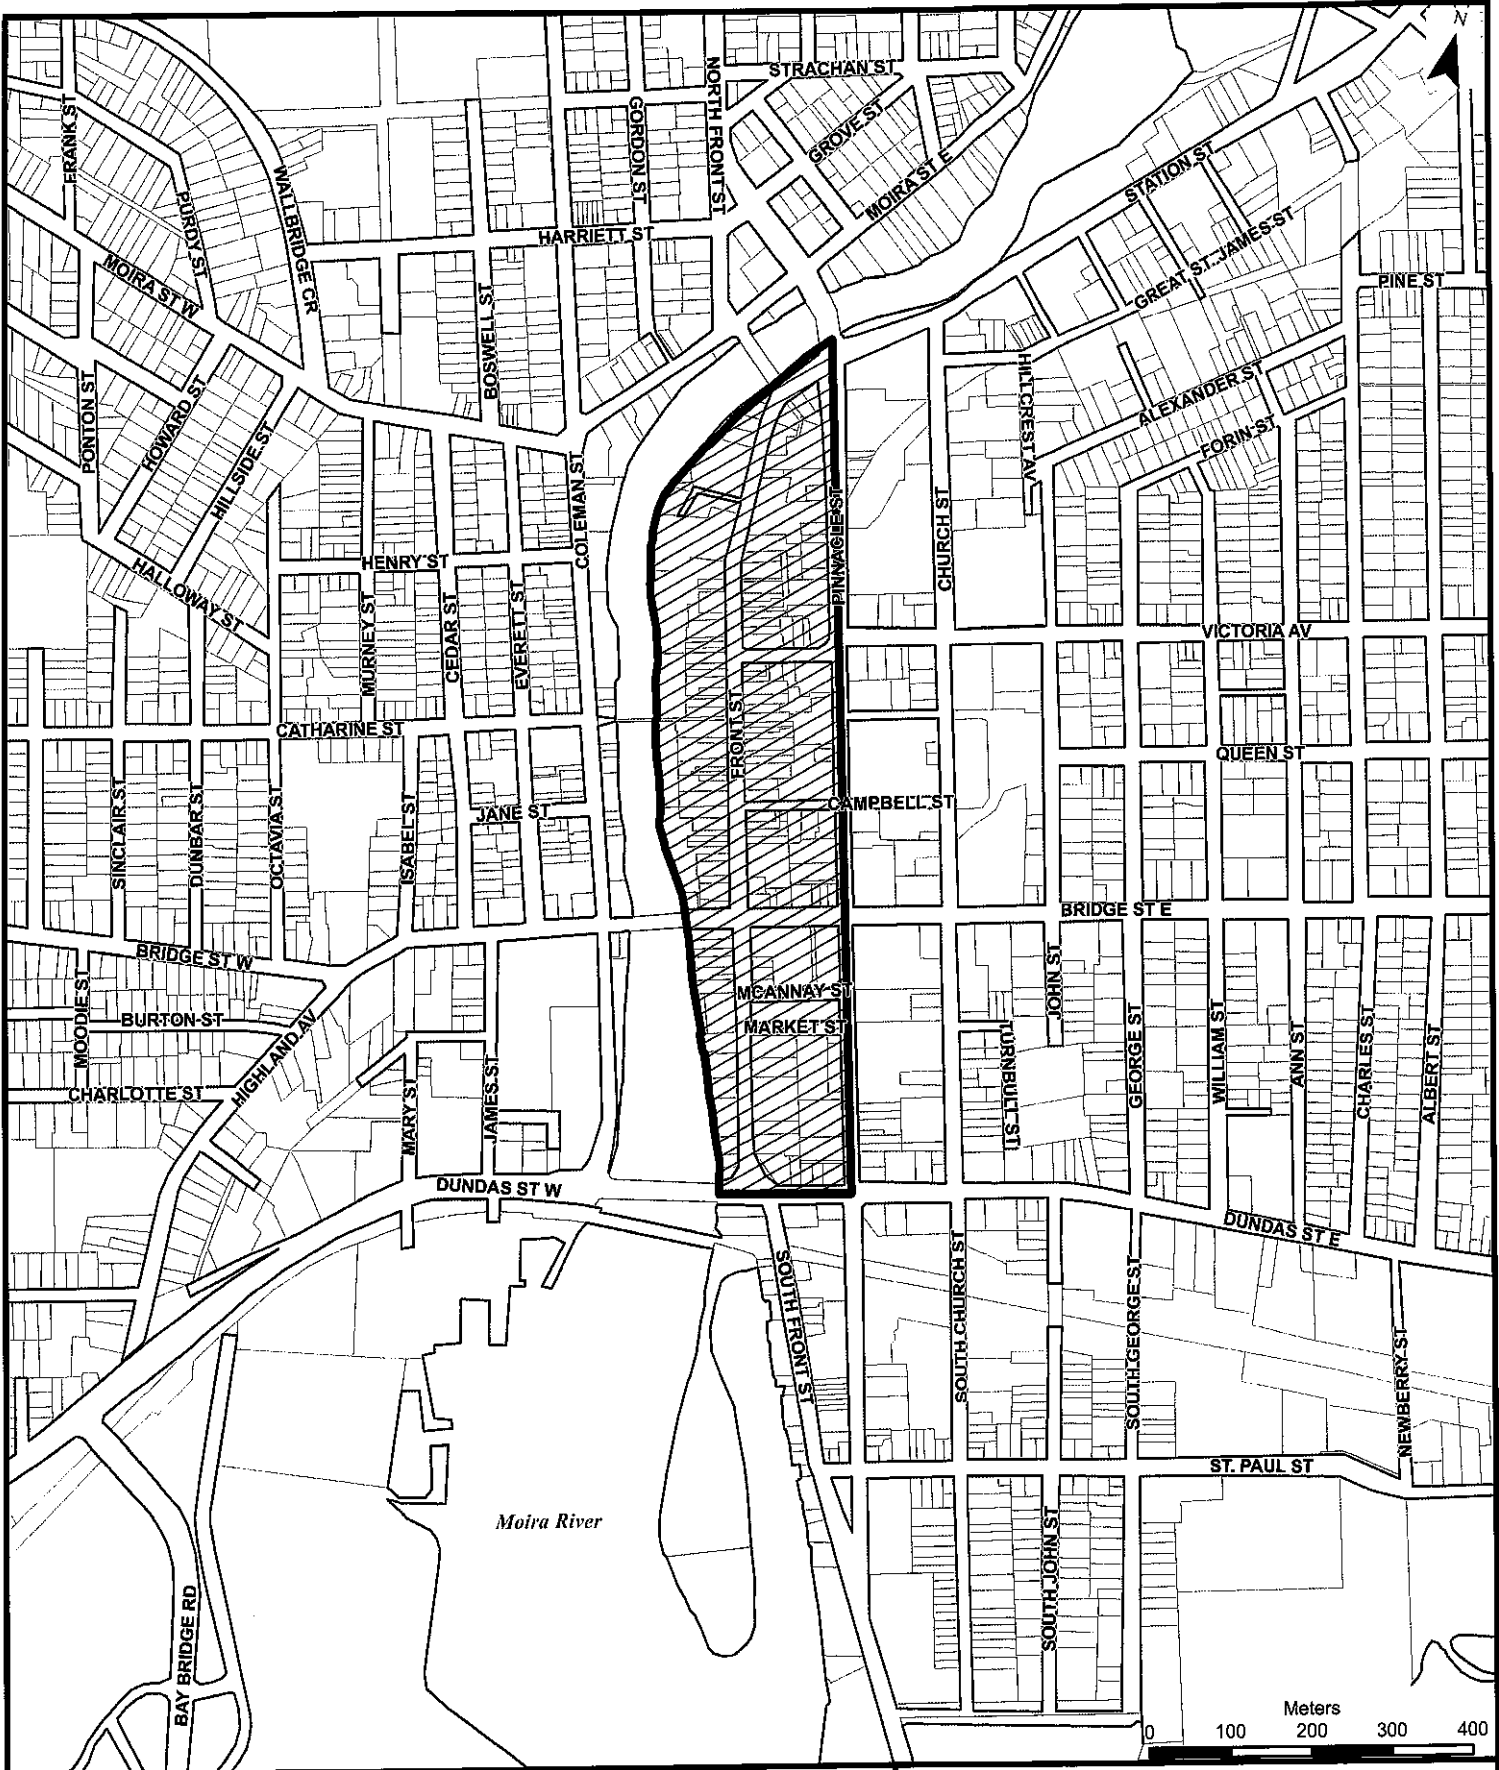 N
STRACHAN ST
NORTH FRONT ST
GORDON ST
FRANK ST
GROVE ST
MOIRA ST E
STATION ST
WALLBRIDGE CR
PURDY ST
HARRIETT ST
GREAT ST. JAMES ST
MOIRA ST W
PINE ST
BOSWELL ST
HILLCREST AV
PONTON ST
HOWARD ST
ALEXANDER ST
HILLSIDE ST
FORIN ST
COLEMAN ST
PINNACLE ST
CHURCH ST
HENRY ST
HALLOWAY ST
MURNEY ST
CEDAR ST
EVERETT ST
VICTORIA AV
FRONT ST
CATHARINE ST
QUEEN ST
SINCLAIR ST
DUNBAR ST
OCTAVIA ST
ISABEL ST
JANE ST
CAMPBELL ST
BRIDGE ST E
BRIDGE ST W
MOODIE ST
JOHN ST
MCANNAY ST
BURTON ST
MARKET ST
HIGHLAND AV
TURNBULL ST
GEORGE ST
WILLIAM ST
ANN ST
CHARLES ST
ALBERT ST
CHARLOTTE ST
MARY ST
JAMES ST
DUNDAS ST W
DUNDAS ST E
SOUTH FRONT ST
SOUTH CHURCH ST
SOUTH GEORGE ST
NEWBERRY ST
ST. PAUL ST
Moira River
SOUTH JOHN ST
BAY BRIDGE RD
Meters
0 100 200 300 400